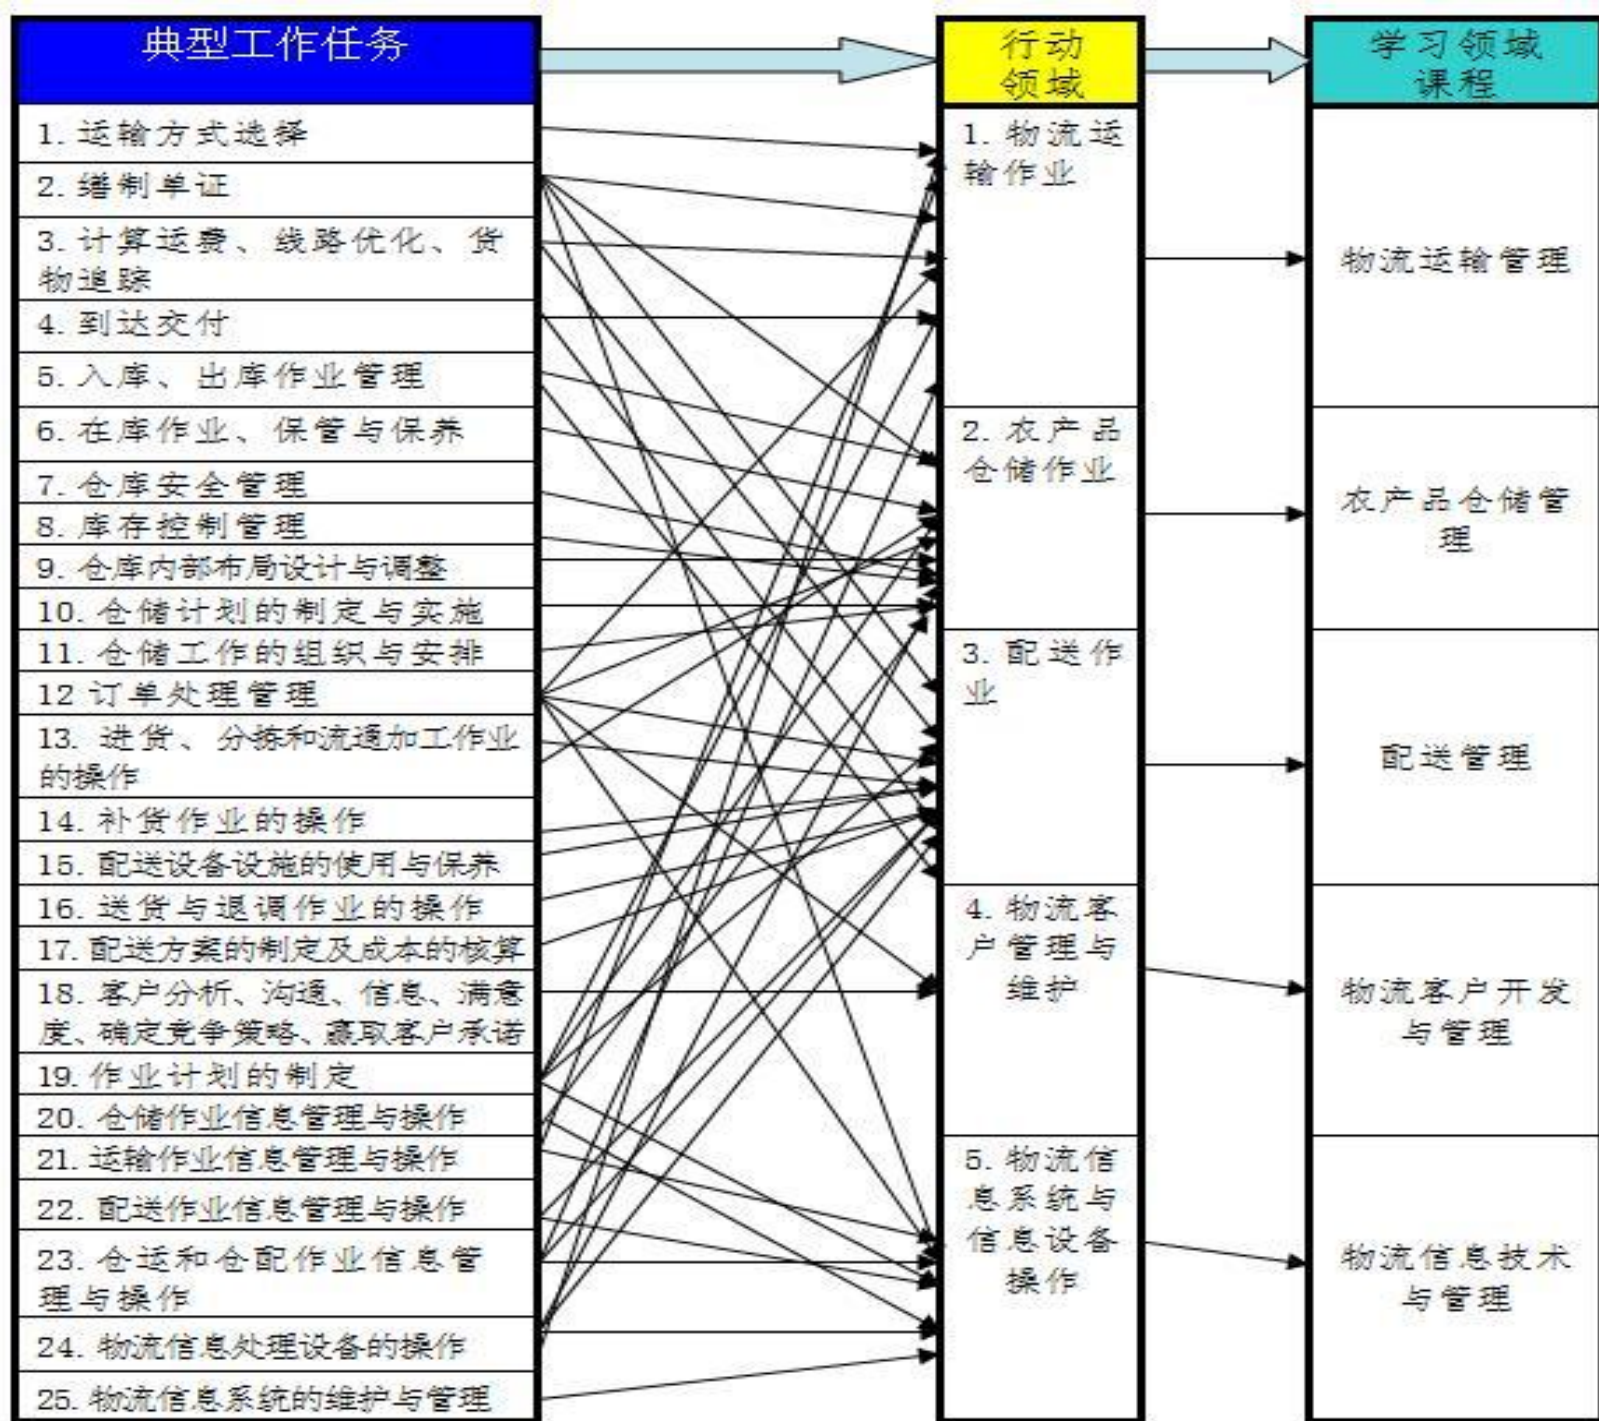 典型工作任务
行动
领域
学习领域
课程
1. 运输方式选择
2. 缮制单证
3. 计算运费、线路优化、货
物追踪
4. 到达交付
5. 入库、出库作业管理
6. 在库作业、保管与保养
7. 仓库安全管理
8. 库存控制管理
9. 仓库内部布局设计与调整
10. 仓储计划的制定与实施
11. 仓储工作的组织与安排
12 订单处理管理
13. 进货、分拣和流通加工作业
的操作
14. 补货作业的操作
15. 配送设备设施的使用与保养
16. 送货与退调作业的操作
17. 配送方案的制定及成本的核算
18. 客户分析、沟通、信息、满意
度、确定竞争策略、赢取客户承诺
19. 作业计划的制定
20. 仓储作业信息管理与操作
21. 运输作业信息管理与操作
22. 配送作业信息管理与操作
23. 仓运和仓配作业信息管
理与操作
24. 物流信息处理设备的操作
25. 物流信息系统的维护与管理
1. 物流运
输作业
2. 农产品
仓储作业
3. 配送作
业
4. 物流客
户管理与
维护
5. 物流信
息系统与
信息设备
操作
物流运输管理
农产品仓储管
理
配送管理
物流客户开发
与管理
物流信息技术
与管理